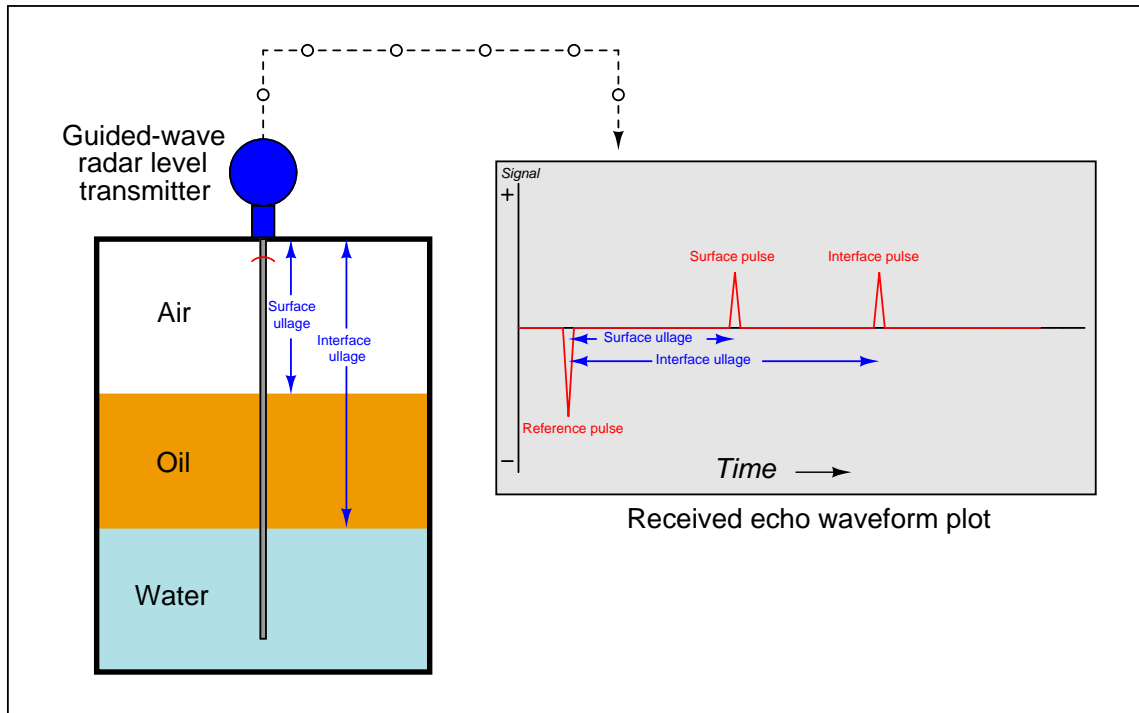 Guided-wave
radar level
transmitter
Air
Surface
ullage
Interface
ullage
Oil
Water
Signal
+
Surface pulse
Interface pulse
Surface ullage
Interface ullage
Reference pulse
–
Time
Received echo waveform plot